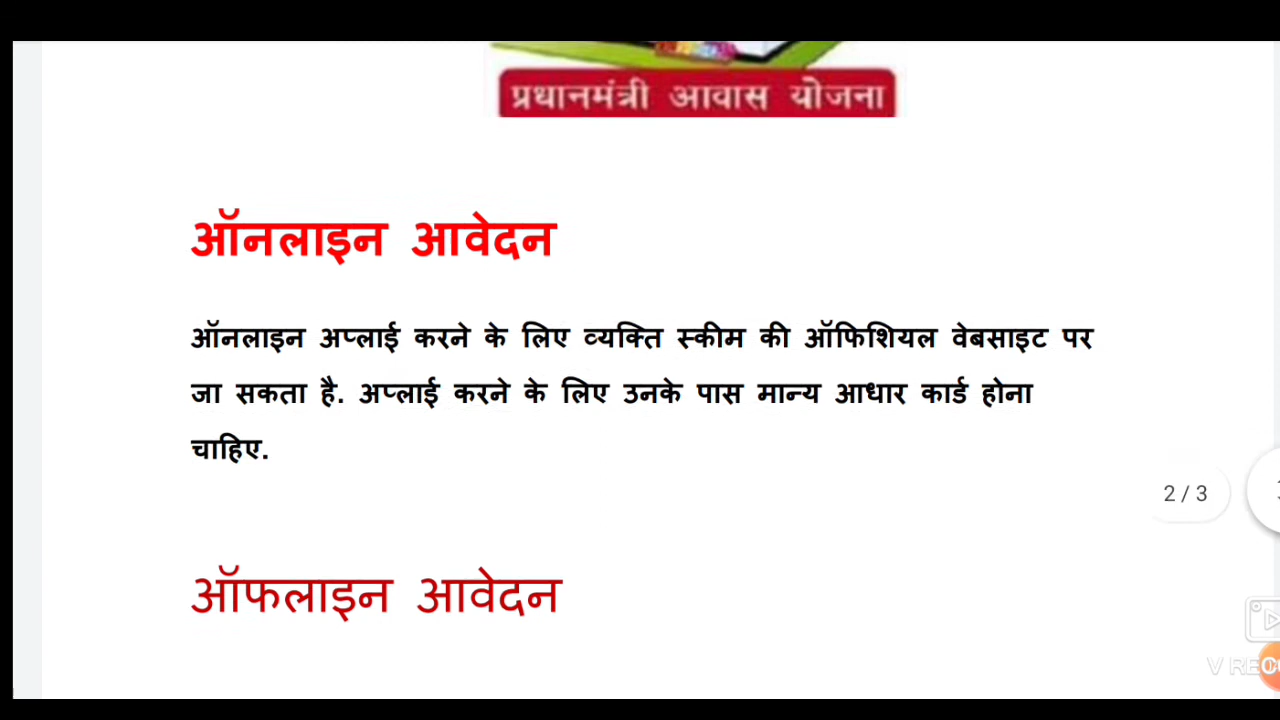 प्रधानमंत्री आवास योजना
ऑनलाइन आवेदन
ऑनलाइन अप्लाई करने के लिए व्यक्ति स्कीम की ऑफिशियल वेबसाइट पर
जा सकता है. अप्लाई करने के लिए उनके पास मान्य आधार कार्ड होना
चाहिए.
2 / 3
ऑफलाइन आवेदन